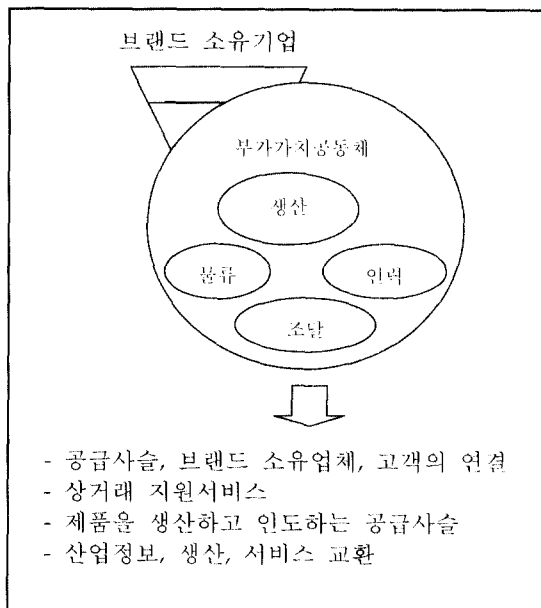 브랜드 소유기업
부가가치공동체
생산
물류
인력
조달
- 공급사슬, 브랜드 소유업체, 고객의 연결
- 상거래 지원서비스
- 제품을 생산하고 인도하는 공급사슬
- 산업정보, 생산, 서비스 교환